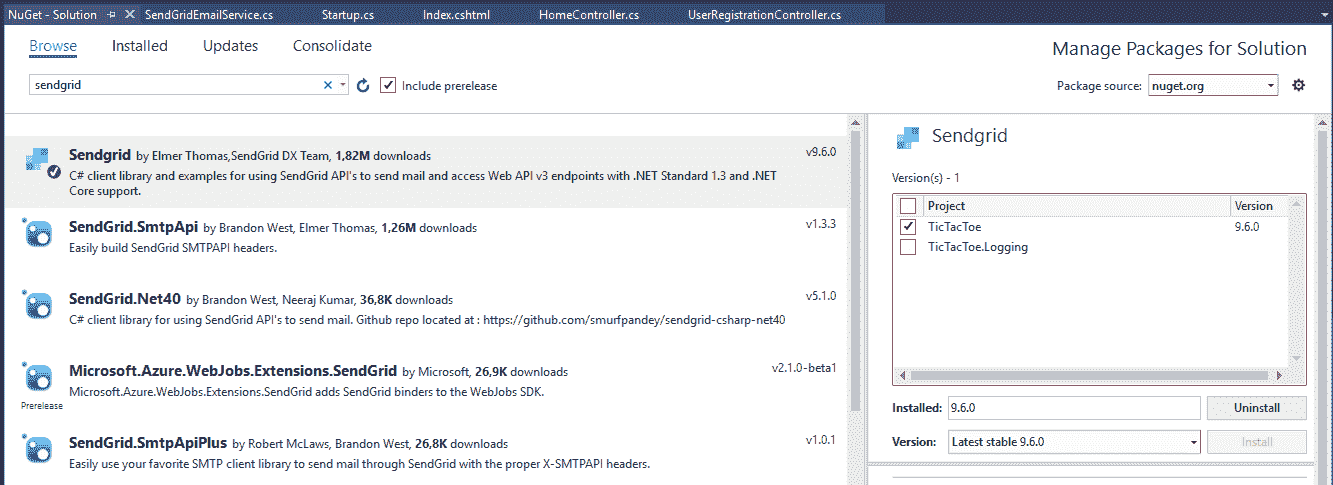 NuGet - Solution
SendGridEmailService.cs
Startup.cs
Index.cshtml
HomeController.cs
UserRegistrationController.cs
Browse
Installed
Updates
Consolidate
Manage Packages for Solution
sendgrid
Include prerelease
Package source:
nuget.org
Sendgrid by Elmer Thomas,SendGrid DX Team, 1,82M downloads
v9.6.0
C# client library and examples for using SendGrid API's to send mail and access Web API v3 endpoints with .NET Standard 1.3 and .NET
Core support.
SendGrid.SmtpApi by Brandon West, Elmer Thomas, 1,26M downloads
v1.3.3
Easily build SendGrid SMTPAPI headers.
SendGrid.Net40 by Brandon West, Neeraj Kumar, 36,8K downloads
v5.1.0
C# client library for using SendGrid API's to send mail. Github repo located at : https://github.com/smurfpandey/sendgrid-csharp-net40
Microsoft.Azure.WebJobs.Extensions.SendGrid by Microsoft, 26,9K downloads
v2.1.0-beta1
Microsoft.Azure.WebJobs.Extensions.SendGrid adds SendGrid binders to the WebJobs SDK.
Prerelease
SendGrid.SmtpApiPlus by Robert McLaws, Brandon West, 26,8K downloads
v1.0.1
Easily use your favorite SMTP client library to send mail through SendGrid with the proper X-SMTPAPI headers.
Sendgrid
Version(s) - 1
Project
Version
TicTacToe
9.6.0
TicTacToe.Logging
Installed:
9.6.0
Uninstall
Version:
Latest stable 9.6.0
Install